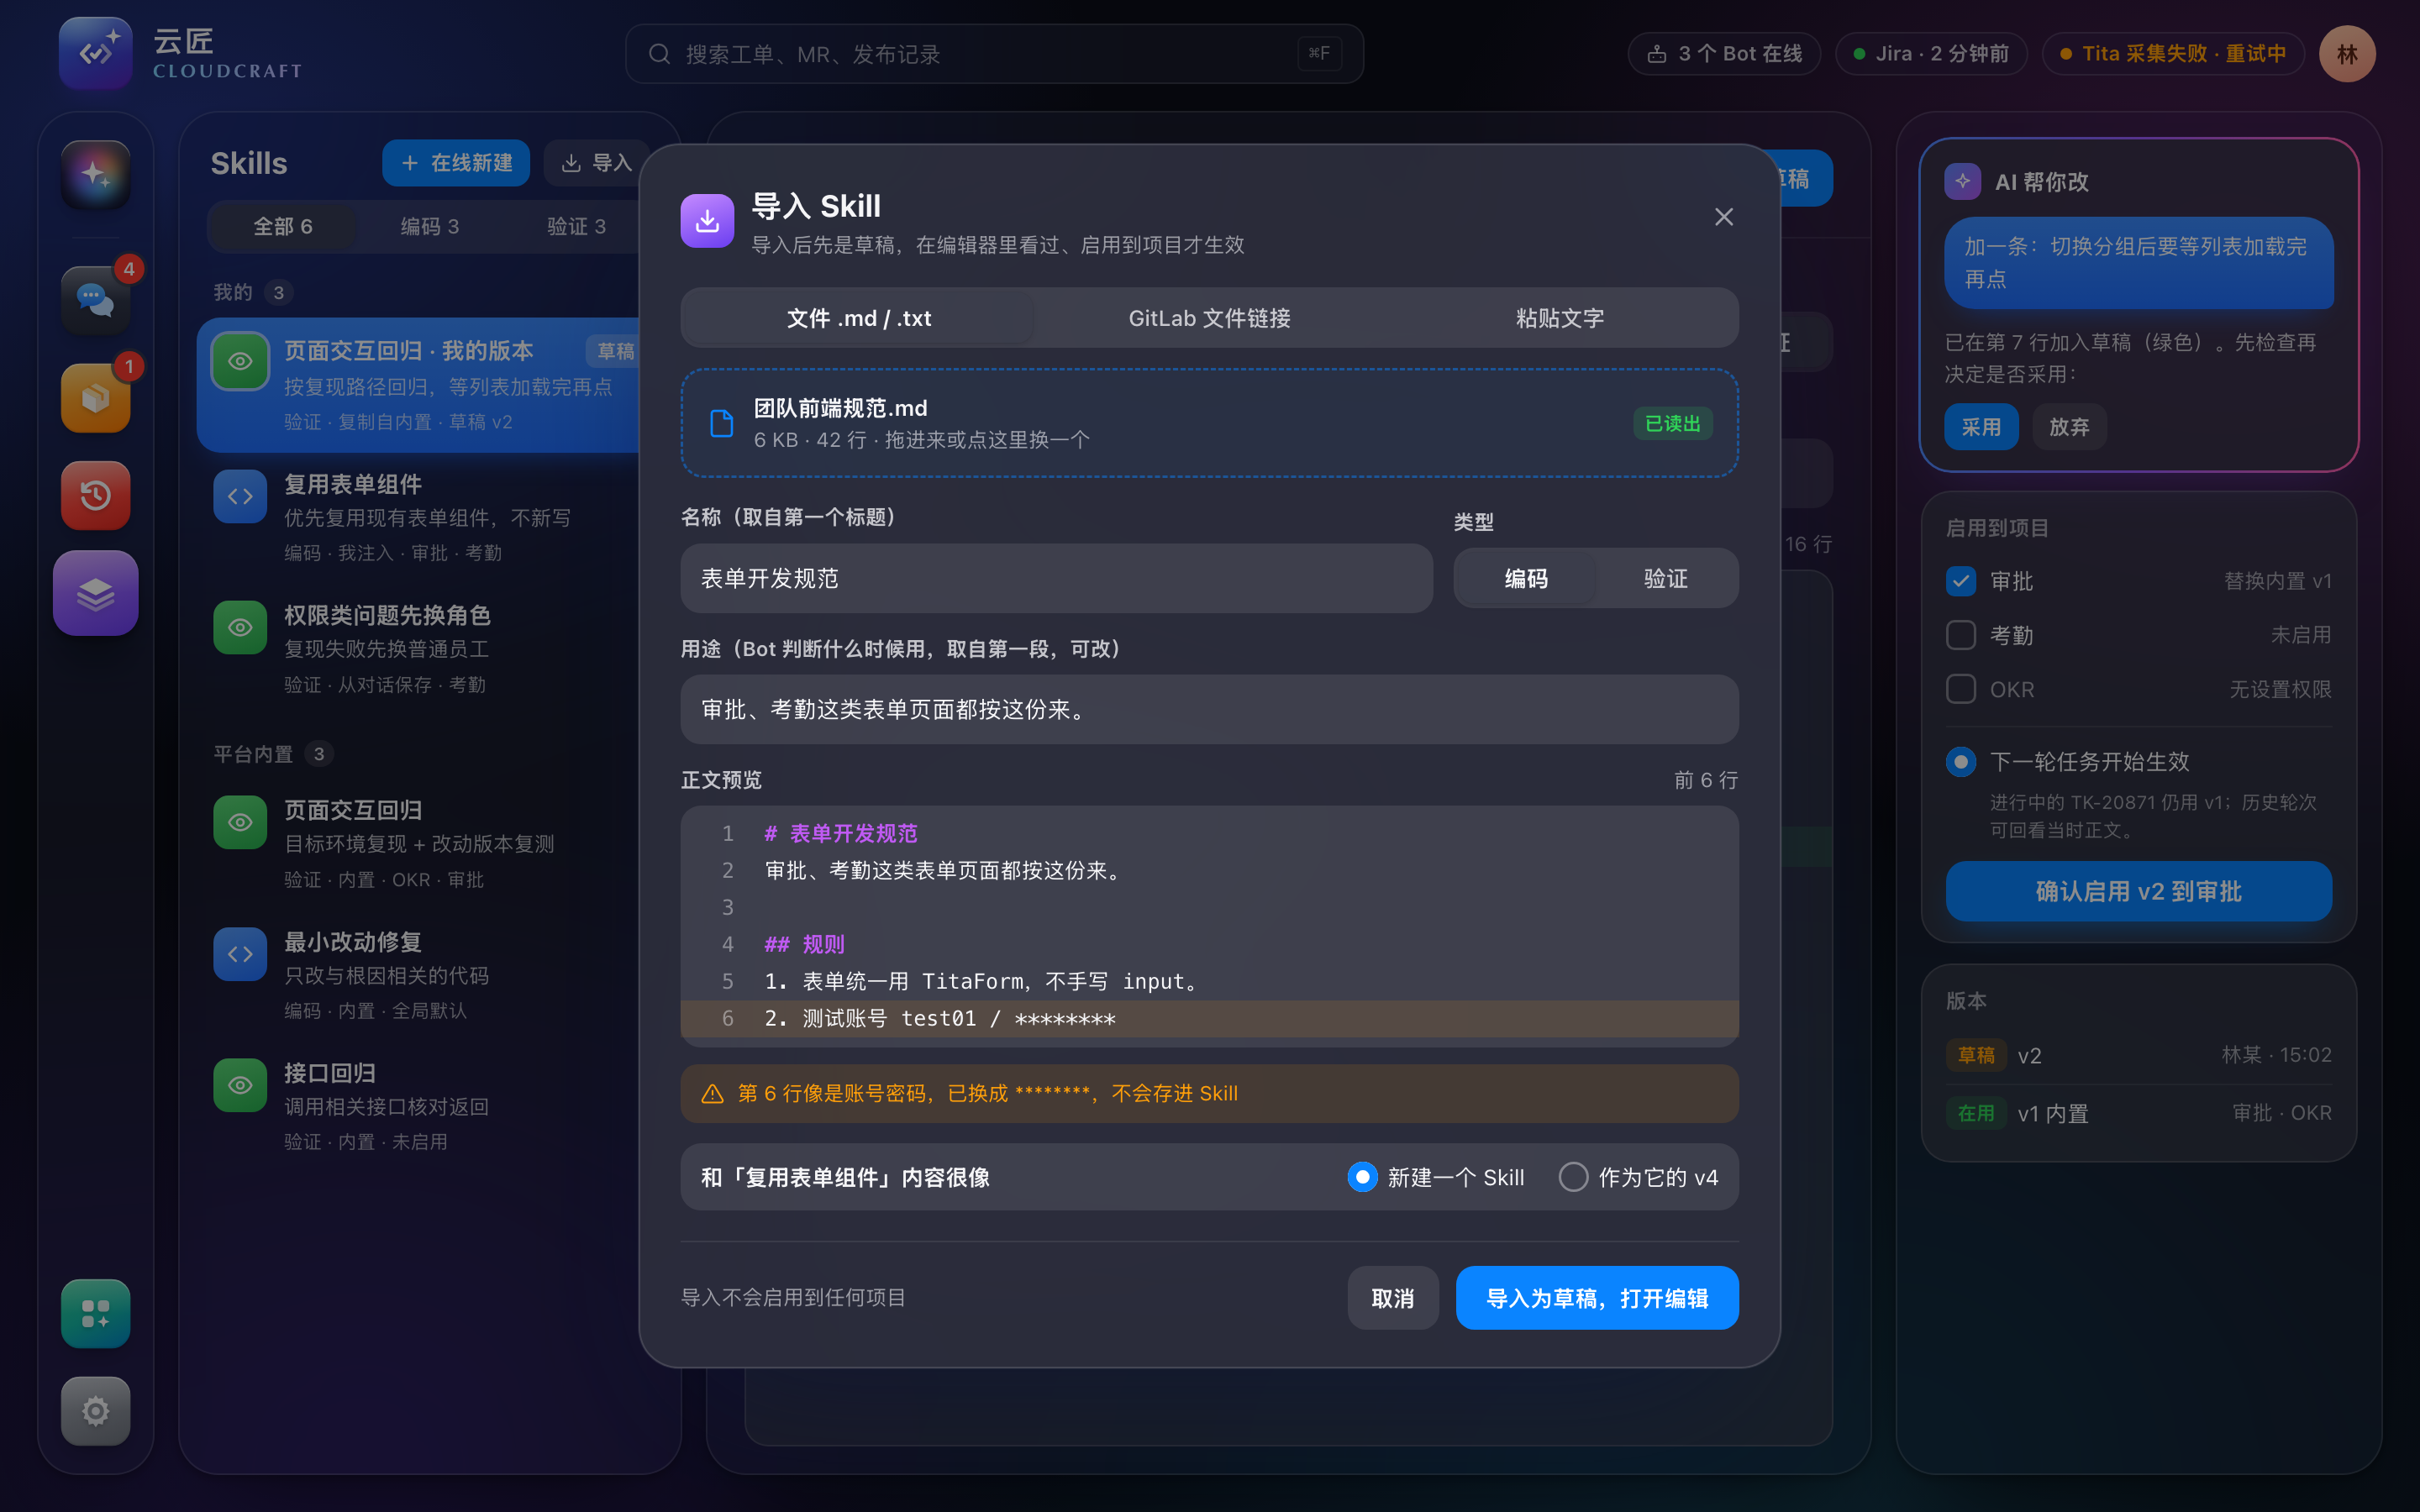 云匠
CLOUDCRAFT
搜索工单、MR、发布记录
⌘F
3 个 Bot 在线
Jira · 2 分钟前
Tita 采集失败 · 重试中
林
4
1
Skills
在线新建
导入
全部 6
编码 3
验证 3
我的 3
页面交互回归 · 我的版本
草稿
按复现路径回归，等列表加载完再点
验证 · 复制自内置 · 草稿 v2
复用表单组件
优先复用现有表单组件，不新写
编码 · 我注入 · 审批 · 考勤
权限类问题先换角色
复现失败先换普通员工
验证 · 从对话保存 · 考勤
平台内置 3
页面交互回归
目标环境复现 + 改动版本复测
验证 · 内置 · OKR · 审批
最小改动修复
只改与根因相关的代码
编码 · 内置 · 全局默认
接口回归
调用相关接口核对返回
验证 · 内置 · 未启用
导入 Skill
导入后先是草稿，在编辑器里看过、启用到项目才生效
文件 .md / .txt
GitLab 文件链接
粘贴文字
团队前端规范.md
6 KB · 42 行 · 拖进来或点这里换一个
已读出
名称（取自第一个标题）
表单开发规范
类型
编码
验证
用途（Bot 判断什么时候用，取自第一段，可改）
审批、考勤这类表单页面都按这份来。
正文预览
前 6 行
1 # 表单开发规范
2 审批、考勤这类表单页面都按这份来。
3
4 ## 规则
5 1. 表单统一用 TitaForm，不手写 input。
6 2. 测试账号 test01 / ********
第 6 行像是账号密码，已换成 ********，不会存进 Skill
和「复用表单组件」内容很像
新建一个 Skill
作为它的 v4
导入不会启用到任何项目
取消
导入为草稿，打开编辑
稿
16 行
AI 帮你改
加一条：切换分组后要等列表加载完
再点
已在第 7 行加入草稿（绿色）。先检查再
决定是否采用：
采用
放弃
启用到项目
审批
替换内置 v1
考勤
未启用
OKR
无设置权限
下一轮任务开始生效
进行中的 TK-20871 仍用 v1；历史轮次
可回看当时正文。
确认启用 v2 到审批
版本
草稿
v2
林某 · 15:02
在用
v1 内置
审批 · OKR